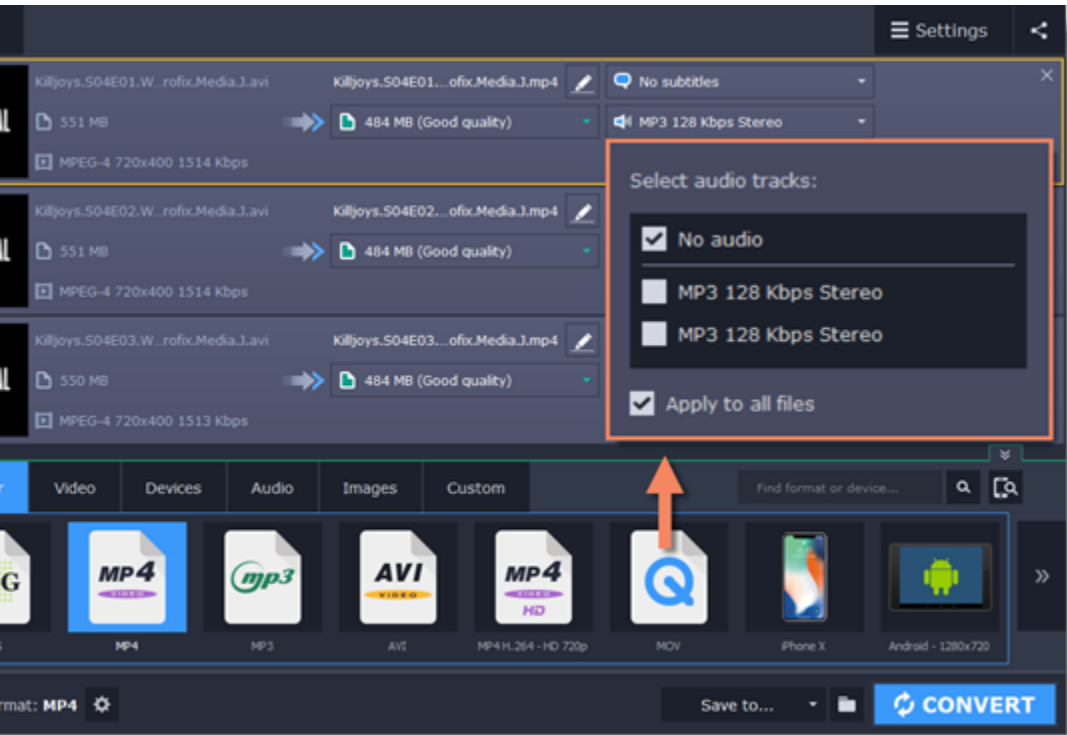 Settings
Killjoys.S04E01.W...rofix.Media.J.avi
Killjoys.S04E01....ofix.Media.J.mp4
No subtitles
551 MB
484 MB (Good quality)
MP3 128 Kbps Stereo
MPEG-4 720x400 1514 Kbps
Select audio tracks:
No audio
MP3 128 Kbps Stereo
MP3 128 Kbps Stereo
Apply to all files
Killjoys.S04E02.W...rofix.Media.J.avi
Killjoys.S04E02....ofix.Media.J.mp4
551 MB
484 MB (Good quality)
MPEG-4 720x400 1514 Kbps
Killjoys.S04E03.W...rofix.Media.J.avi
Killjoys.S04E03....ofix.Media.J.mp4
550 MB
484 MB (Good quality)
MPEG-4 720x400 1513 Kbps
Video
Devices
Audio
Images
Custom
Find format or device...
G
MP4 VIDEO
mp3
AVI VIDEO
MP4 VIDEO HD
MP4
MP3
AVI
MP4 H.264 - HD 720p
MOV
iPhone X
Android - 1280x720
rmat: MP4
Save to...
CONVERT